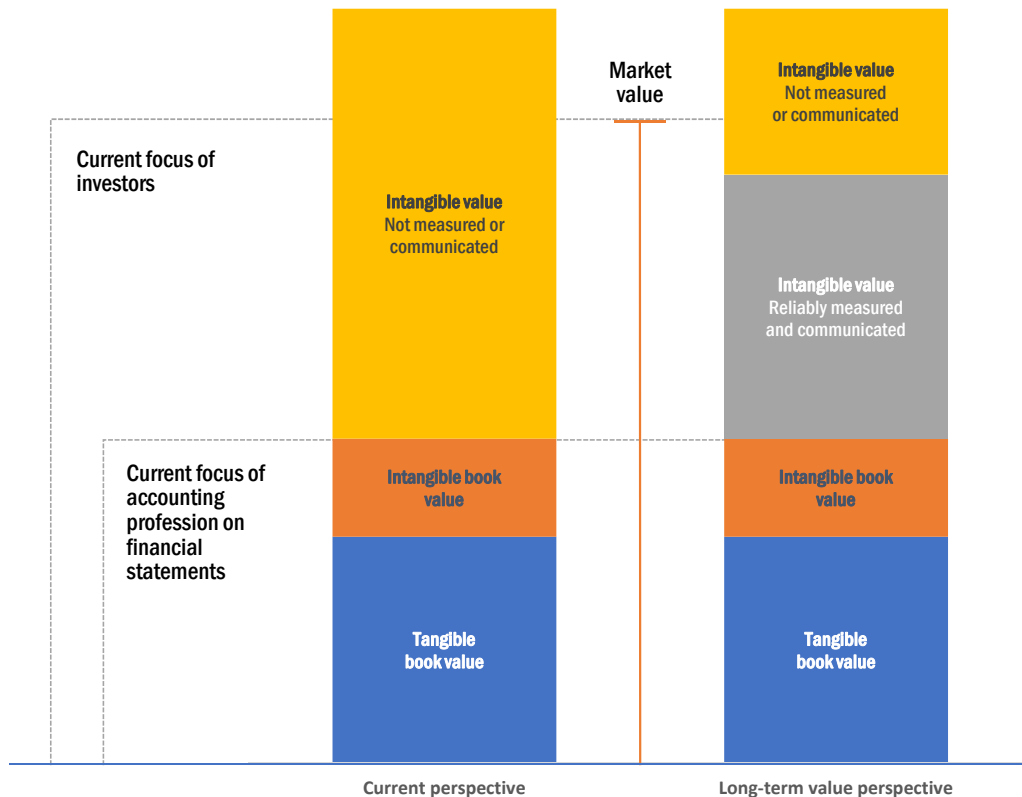 Market
value
Current focus of
investors
Current focus of
accounting
profession on
financial
statements
Intangible value
Not measured or
communicated
Intangible book
value
Tangible
book value
Intangible value
Not measured
or communicated
Intangible value
Reliably measured
and communicated
Intangible book
value
Tangible
book value
Current perspective
Long-term value perspective